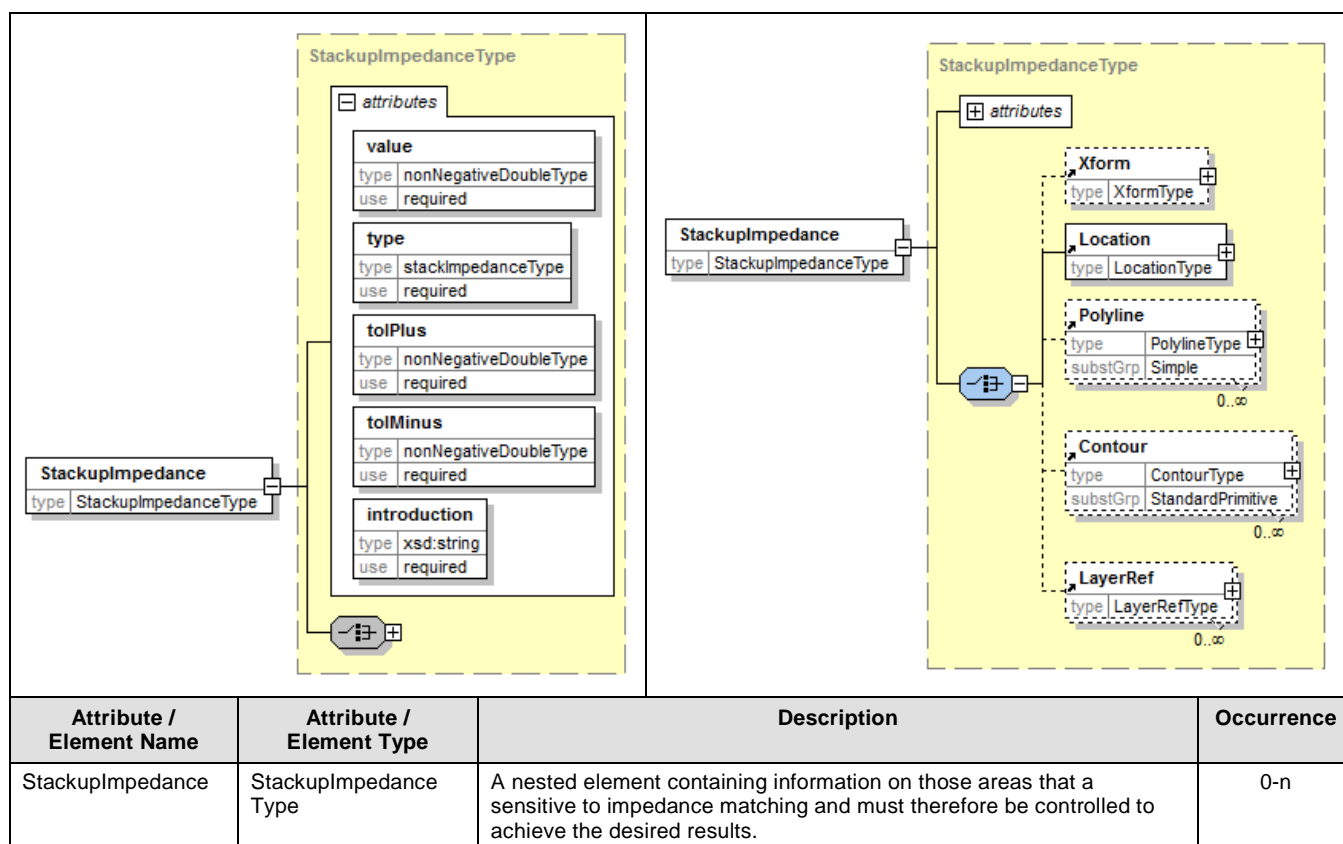 StackupImpedanceType
attributes
value
type nonNegativeDoubleType
use required
type
type stackImpedanceType
use required
tolPlus
type nonNegativeDoubleType
use required
tolMinus
type nonNegativeDoubleType
use required
StackupImpedance
type StackupImpedanceType
introduction
type xsd:string
use required
StackupImpedanceType
attributes
Xform
type XformType
StackupImpedance
type StackupImpedanceType
Location
type LocationType
Polyline
type PolylineType
substGrp Simple
0..∞
Contour
type ContourType
substGrp StandardPrimitive
0..∞
LayerRef
type LayerRefType
0..∞
Attribute / Element Name
Attribute / Element Type
Description
Occurrence
StackupImpedance
StackupImpedance
Type
A nested element containing information on those areas that a
sensitive to impedance matching and must therefore be controlled to
achieve the desired results.
0-n